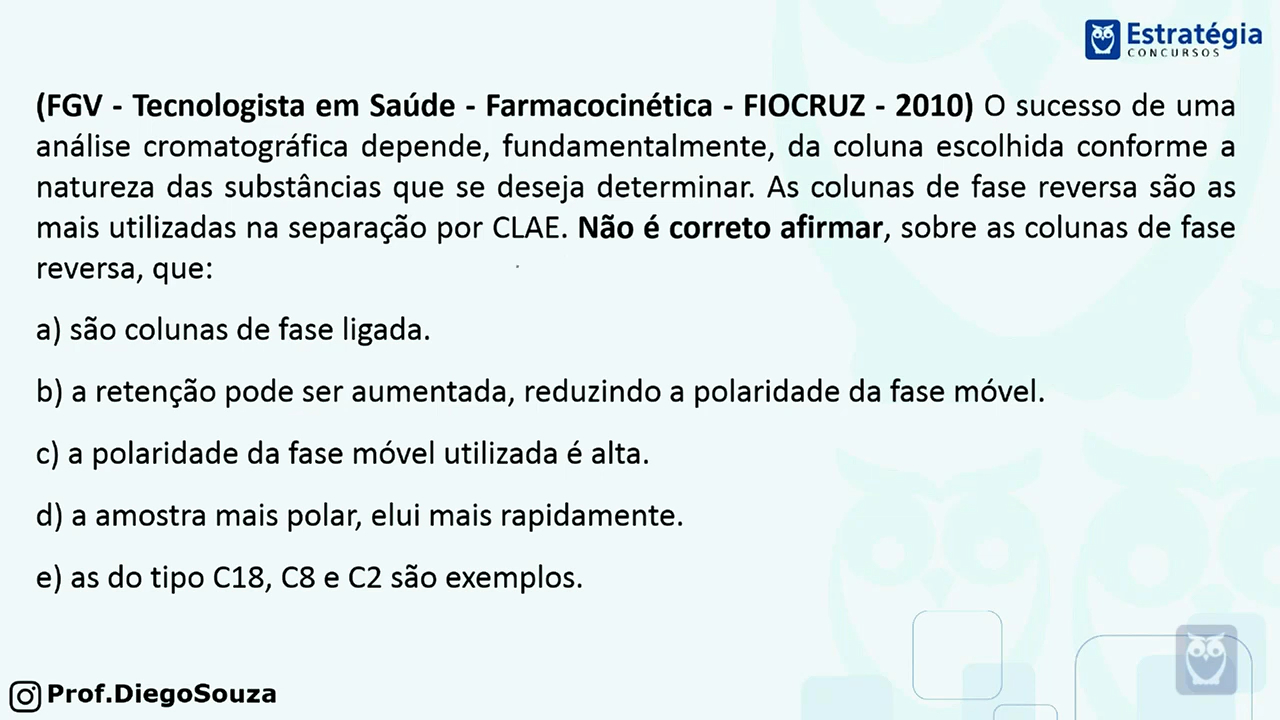 Estratégia
CONCURSOS
(FGV - Tecnologista em Saúde - Farmacocinética - FIOCRUZ - 2010) O sucesso de uma
análise cromatográfica depende, fundamentalmente, da coluna escolhida conforme a
natureza das substâncias que se deseja determinar. As colunas de fase reversa são as
mais utilizadas na separação por CLAE. Não é correto afirmar, sobre as colunas de fase
reversa, que:
a) são colunas de fase ligada.
b) a retenção pode ser aumentada, reduzindo a polaridade da fase móvel.
c) a polaridade da fase móvel utilizada é alta.
d) a amostra mais polar, elui mais rapidamente.
e) as do tipo C18, C8 e C2 são exemplos.
Prof.DiegoSouza